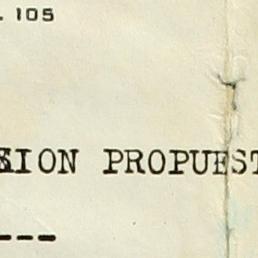 . 105
SION PROPUEST
----